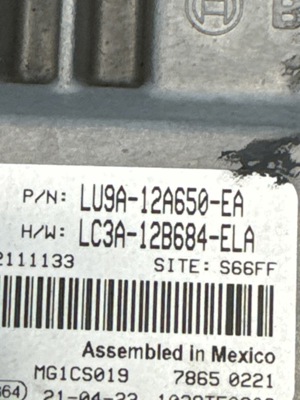 P/N: LU9A-12A650-EA
H/W: LC3A-12B684-ELA
2111133 SITE: S66FF
Assembled in Mexico
MG1CS019 7865 0221